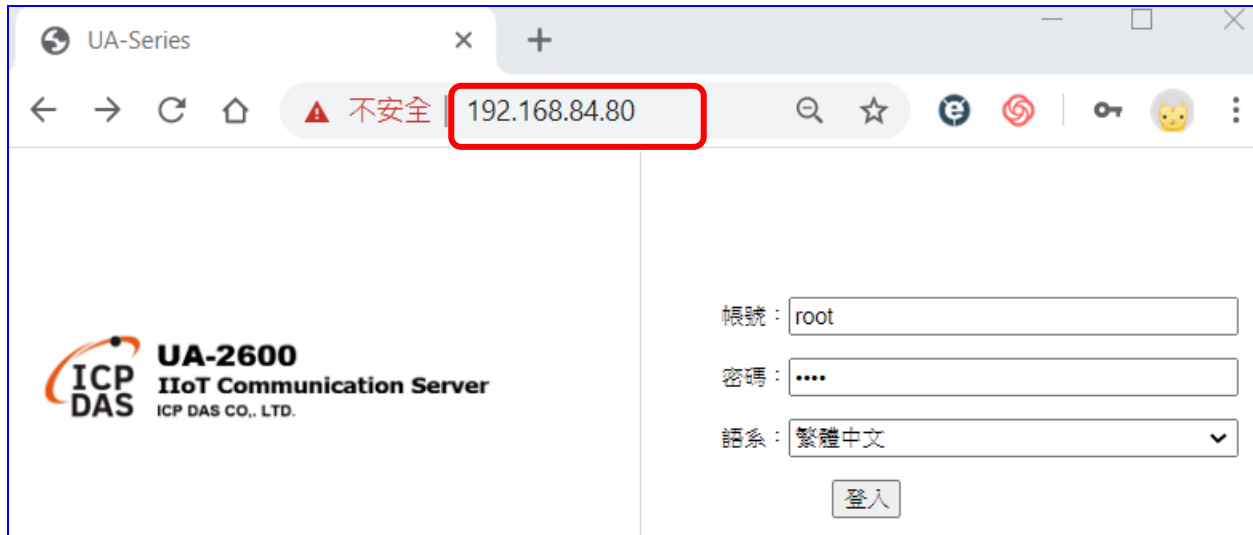 UA-Series
不安全 192.168.84.80
ICP
DAS
UA-2600
IIoT Communication Server
ICP DAS CO,. LTD.
帳號：root
密碼：••••
語系：繁體中文
登入